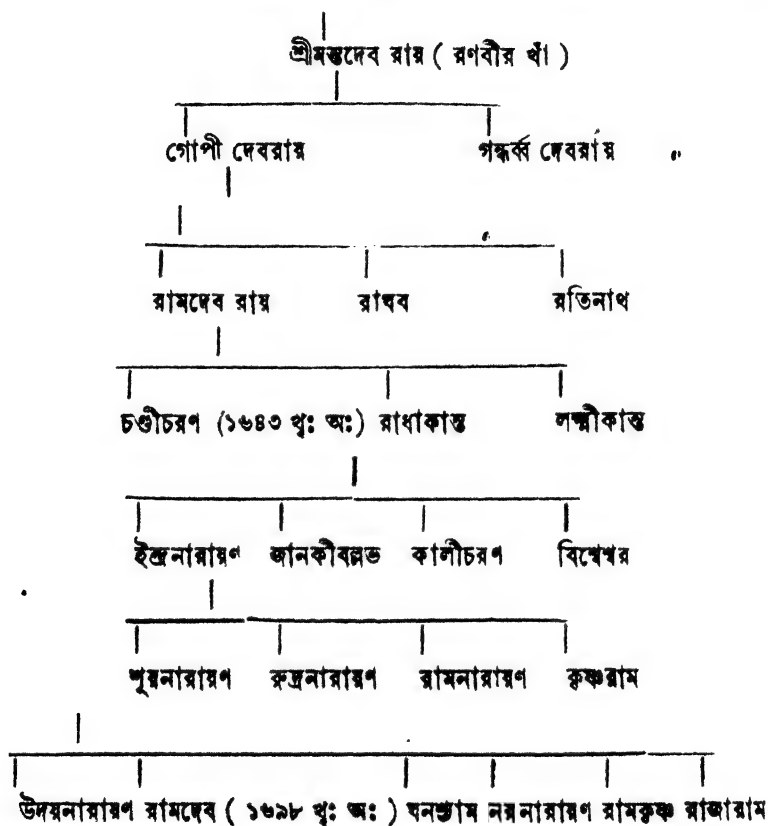 শ্রীমন্তদেব রায় ( রণবীর খাঁ )
গোপী দেবরায় গন্ধর্ব্ব দেবরায়
রামদেব রায় রাঘব রতিনাথ
চণ্ডীচরণ (১৬৪৩ খৃঃ অঃ) রাধাকান্ত লক্ষ্মীকান্ত
ইন্দ্রনারায়ণ জানকীবল্লভ কালীচরণ বিশ্বেশ্বর
শূরনারায়ণ রুদ্রনারায়ণ রামনারায়ণ কৃষ্ণরাম
উদয়নারায়ণ রামদেব ( ১৬৯৮ খৃঃ অঃ ) ঘনশ্যাম নরনারায়ণ রামকৃষ্ণ রাজারাম